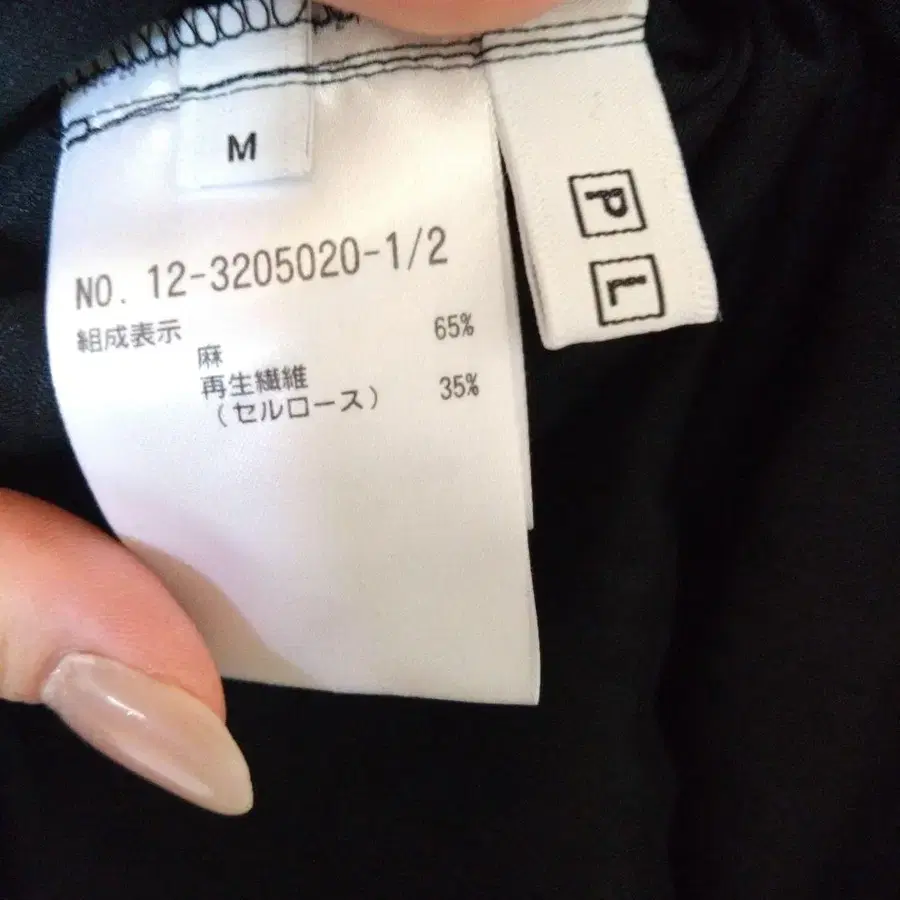 M
NO. 12-3205020-1/2
組成表示
麻 65%
再生繊維 35%
(セルロース)
P
L